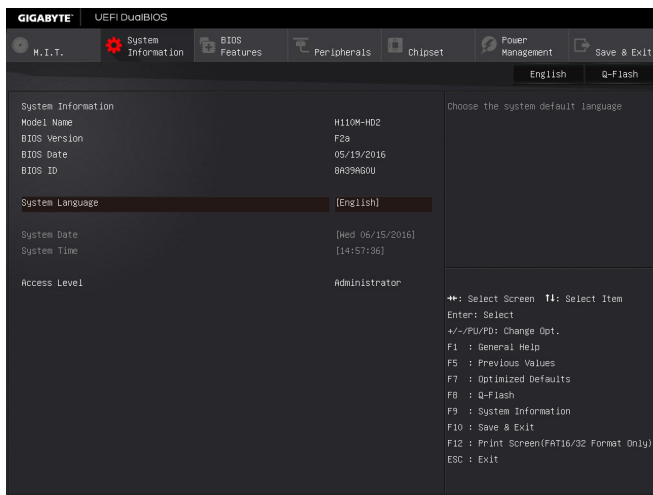 GIGABYTE™ UEFI DualBIOS
M.I.T.
System Information
BIOS Features
Peripherals
Chipset
Power Management
Save & Exit
English Q-Flash
System Information
Model Name H110M-HD2
BIOS Version F2a
BIOS Date 05/19/2016
BIOS ID 8A39AG0U
System Language [English]
System Date [Wed 06/15/2016]
System Time [14:57:36]
Access Level Administrator
Choose the system default language
→←: Select Screen ↑↓: Select Item
Enter: Select
+/-/PU/PD: Change Opt.
F1 : General Help
F5 : Previous Values
F7 : Optimized Defaults
F8 : Q-Flash
F9 : System Information
F10 : Save & Exit
F12 : Print Screen(FAT16/32 Format Only)
ESC : Exit